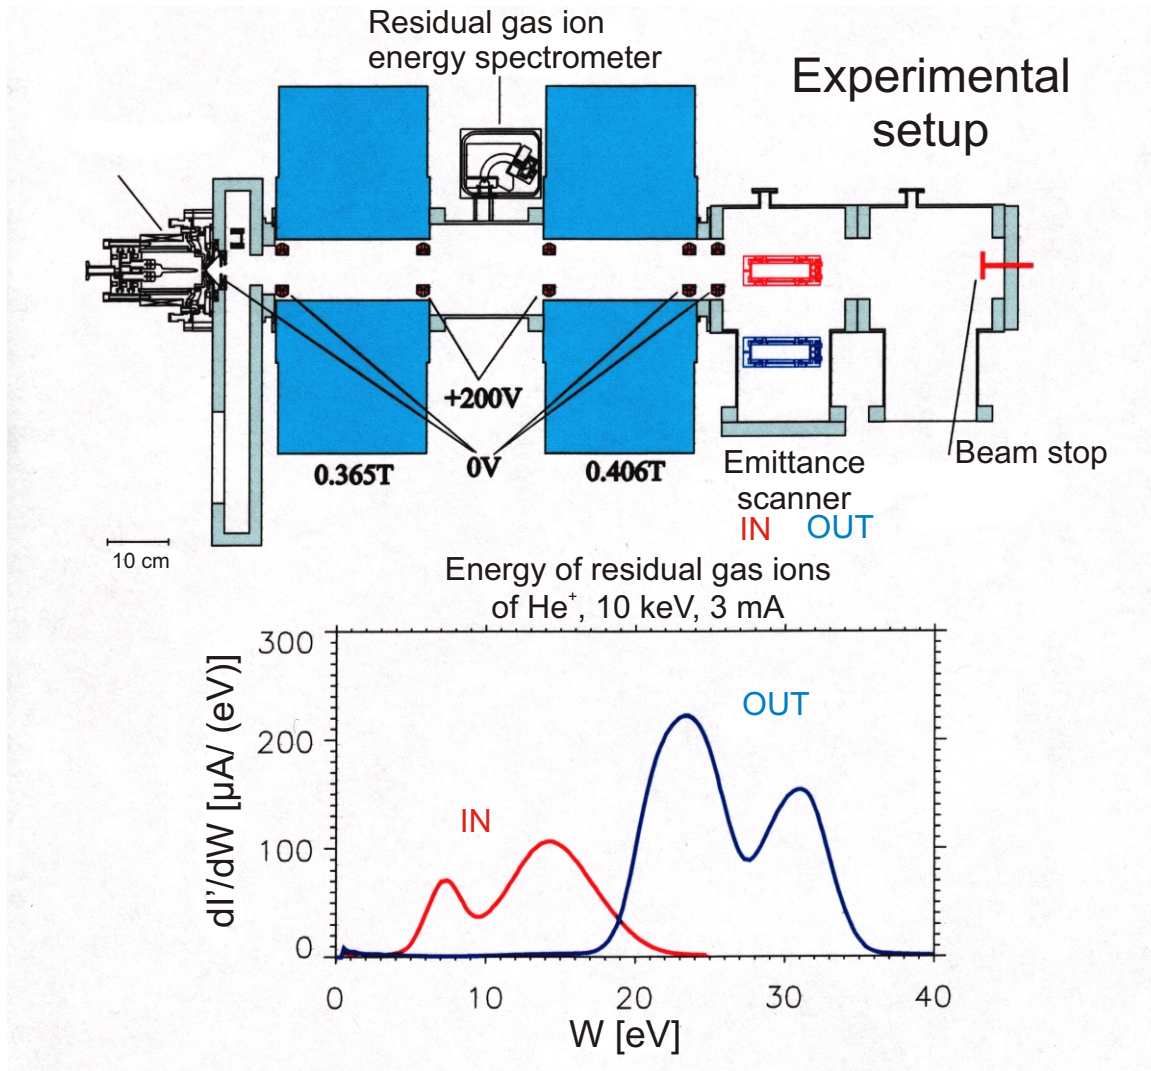 Residual gas ion
energy spectrometer
Experimental
setup
+200V
0V
0.365T
0.406T
Emittance
scanner
IN OUT
Beam stop
10 cm
Energy of residual gas ions
of He⁺, 10 keV, 3 mA
dI'/dW [µA/ (eV)]
300
200
100
0
IN
OUT
0 10 20 30 40
W [eV]